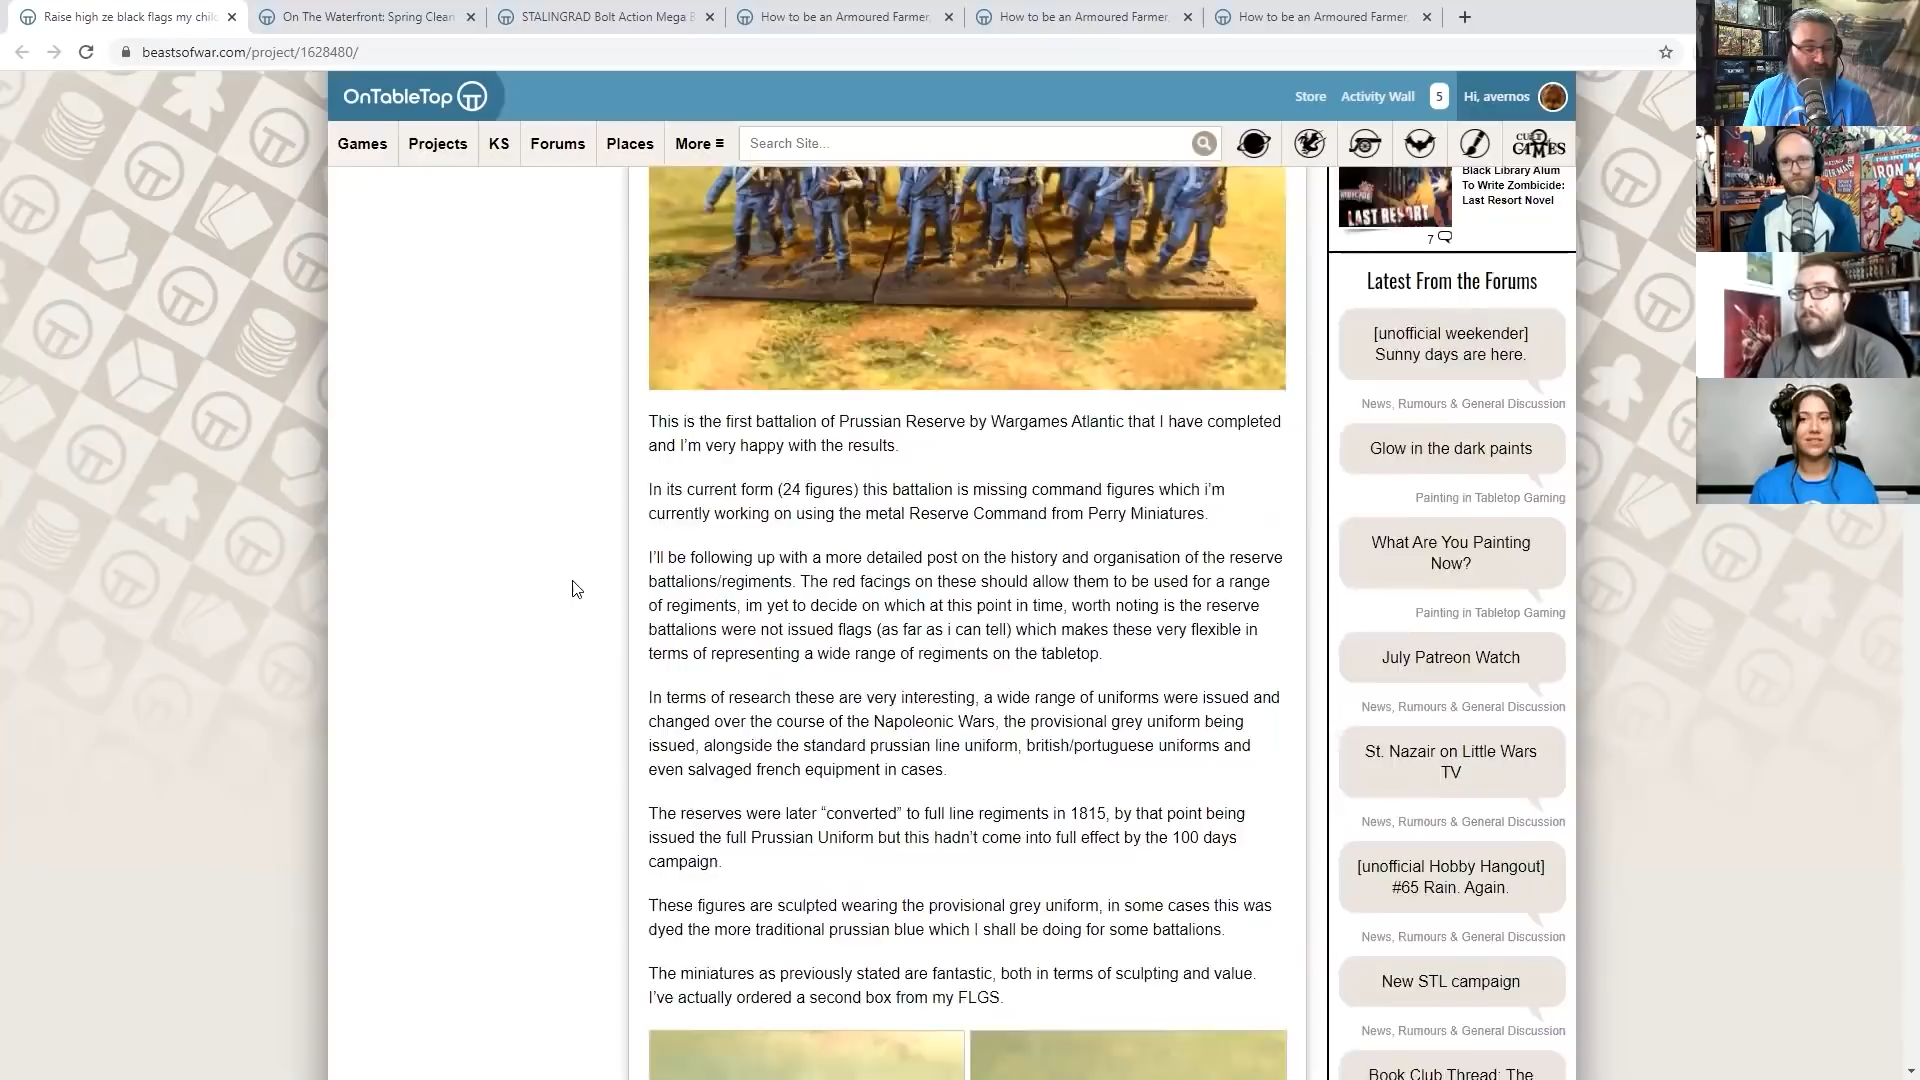 Raise high ze black flags my chil
On The Waterfront: Spring Clean
STALINGRAD Bolt Action Mega B
How to be an Armoured Farmer,
How to be an Armoured Farmer,
How to be an Armoured Farmer,
beastsofwar.com/project/1628480/
OnTableTop
Store
Activity Wall
5
Hi, avernos
Games
Projects
KS
Forums
Places
More ≡
Search Site...
CULT OF GAMES
LAST RESORT
Black Library Alum
To Write Zombicide:
Last Resort Novel
7
This is the first battalion of Prussian Reserve by Wargames Atlantic that I have completed
and I’m very happy with the results.
In its current form (24 figures) this battalion is missing command figures which i’m
currently working on using the metal Reserve Command from Perry Miniatures.
I’ll be following up with a more detailed post on the history and organisation of the reserve
battalions/regiments. The red facings on these should allow them to be used for a range
of regiments, im yet to decide on which at this point in time, worth noting is the reserve
battalions were not issued flags (as far as i can tell) which makes these very flexible in
terms of representing a wide range of regiments on the tabletop.
In terms of research these are very interesting, a wide range of uniforms were issued and
changed over the course of the Napoleonic Wars, the provisional grey uniform being
issued, alongside the standard prussian line uniform, british/portuguese uniforms and
even salvaged french equipment in cases.
The reserves were later “converted” to full line regiments in 1815, by that point being
issued the full Prussian Uniform but this hadn’t come into full effect by the 100 days
campaign.
These figures are sculpted wearing the provisional grey uniform, in some cases this was
dyed the more traditional prussian blue which I shall be doing for some battalions.
The miniatures as previously stated are fantastic, both in terms of sculpting and value.
I’ve actually ordered a second box from my FLGS.
Latest From the Forums
[unofficial weekender]
Sunny days are here.
News, Rumours & General Discussion
Glow in the dark paints
Painting in Tabletop Gaming
What Are You Painting
Now?
Painting in Tabletop Gaming
July Patreon Watch
News, Rumours & General Discussion
St. Nazair on Little Wars
TV
News, Rumours & General Discussion
[unofficial Hobby Hangout]
#65 Rain. Again.
News, Rumours & General Discussion
New STL campaign
News, Rumours & General Discussion
Book Club Thread: The
INVINCIBLE
IRON